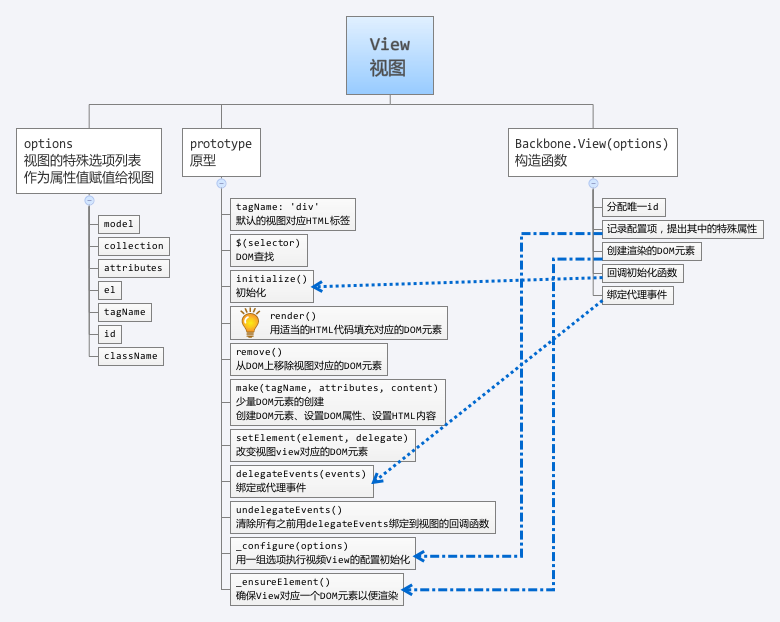 View
视图
options
视图的特殊选项列表
作为属性值赋值给视图
model
collection
attributes
el
tagName
id
className
prototype
原型
tagName: 'div'
默认的视图对应HTML标签
$(selector)
DOM查找
initialize()
初始化
render()
用适当的HTML代码填充对应的DOM元素
remove()
从DOM上移除视图对应的DOM元素
make(tagName, attributes, content)
少量DOM元素的创建
创建DOM元素、设置DOM属性、设置HTML内容
setElement(element, delegate)
改变视图view对应的DOM元素
delegateEvents(events)
绑定或代理事件
undelegateEvents()
清除所有之前用delegateEvents绑定到视图的回调函数
_configure(options)
用一组选项执行视频View的配置初始化
_ensureElement()
确保View对应一个DOM元素以便渲染
Backbone.View(options)
构造函数
分配唯一id
记录配置项，提出其中的特殊属性
创建渲染的DOM元素
回调初始化函数
绑定代理事件